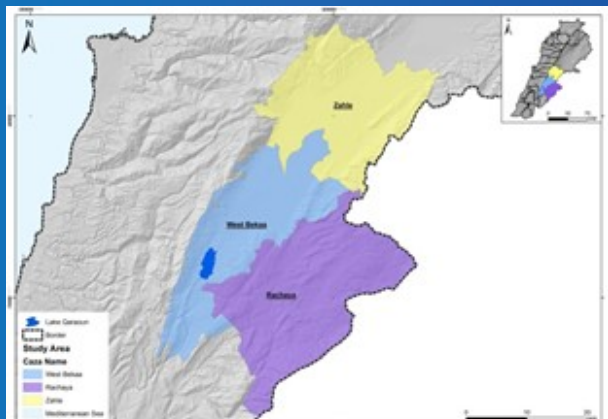 N
Zahle
West Bekaa
Rachaya
Lake Qaraoun
Border
Study Area
Caza Name
West Bekaa
Rachaya
Zahle
Mediterranean Sea